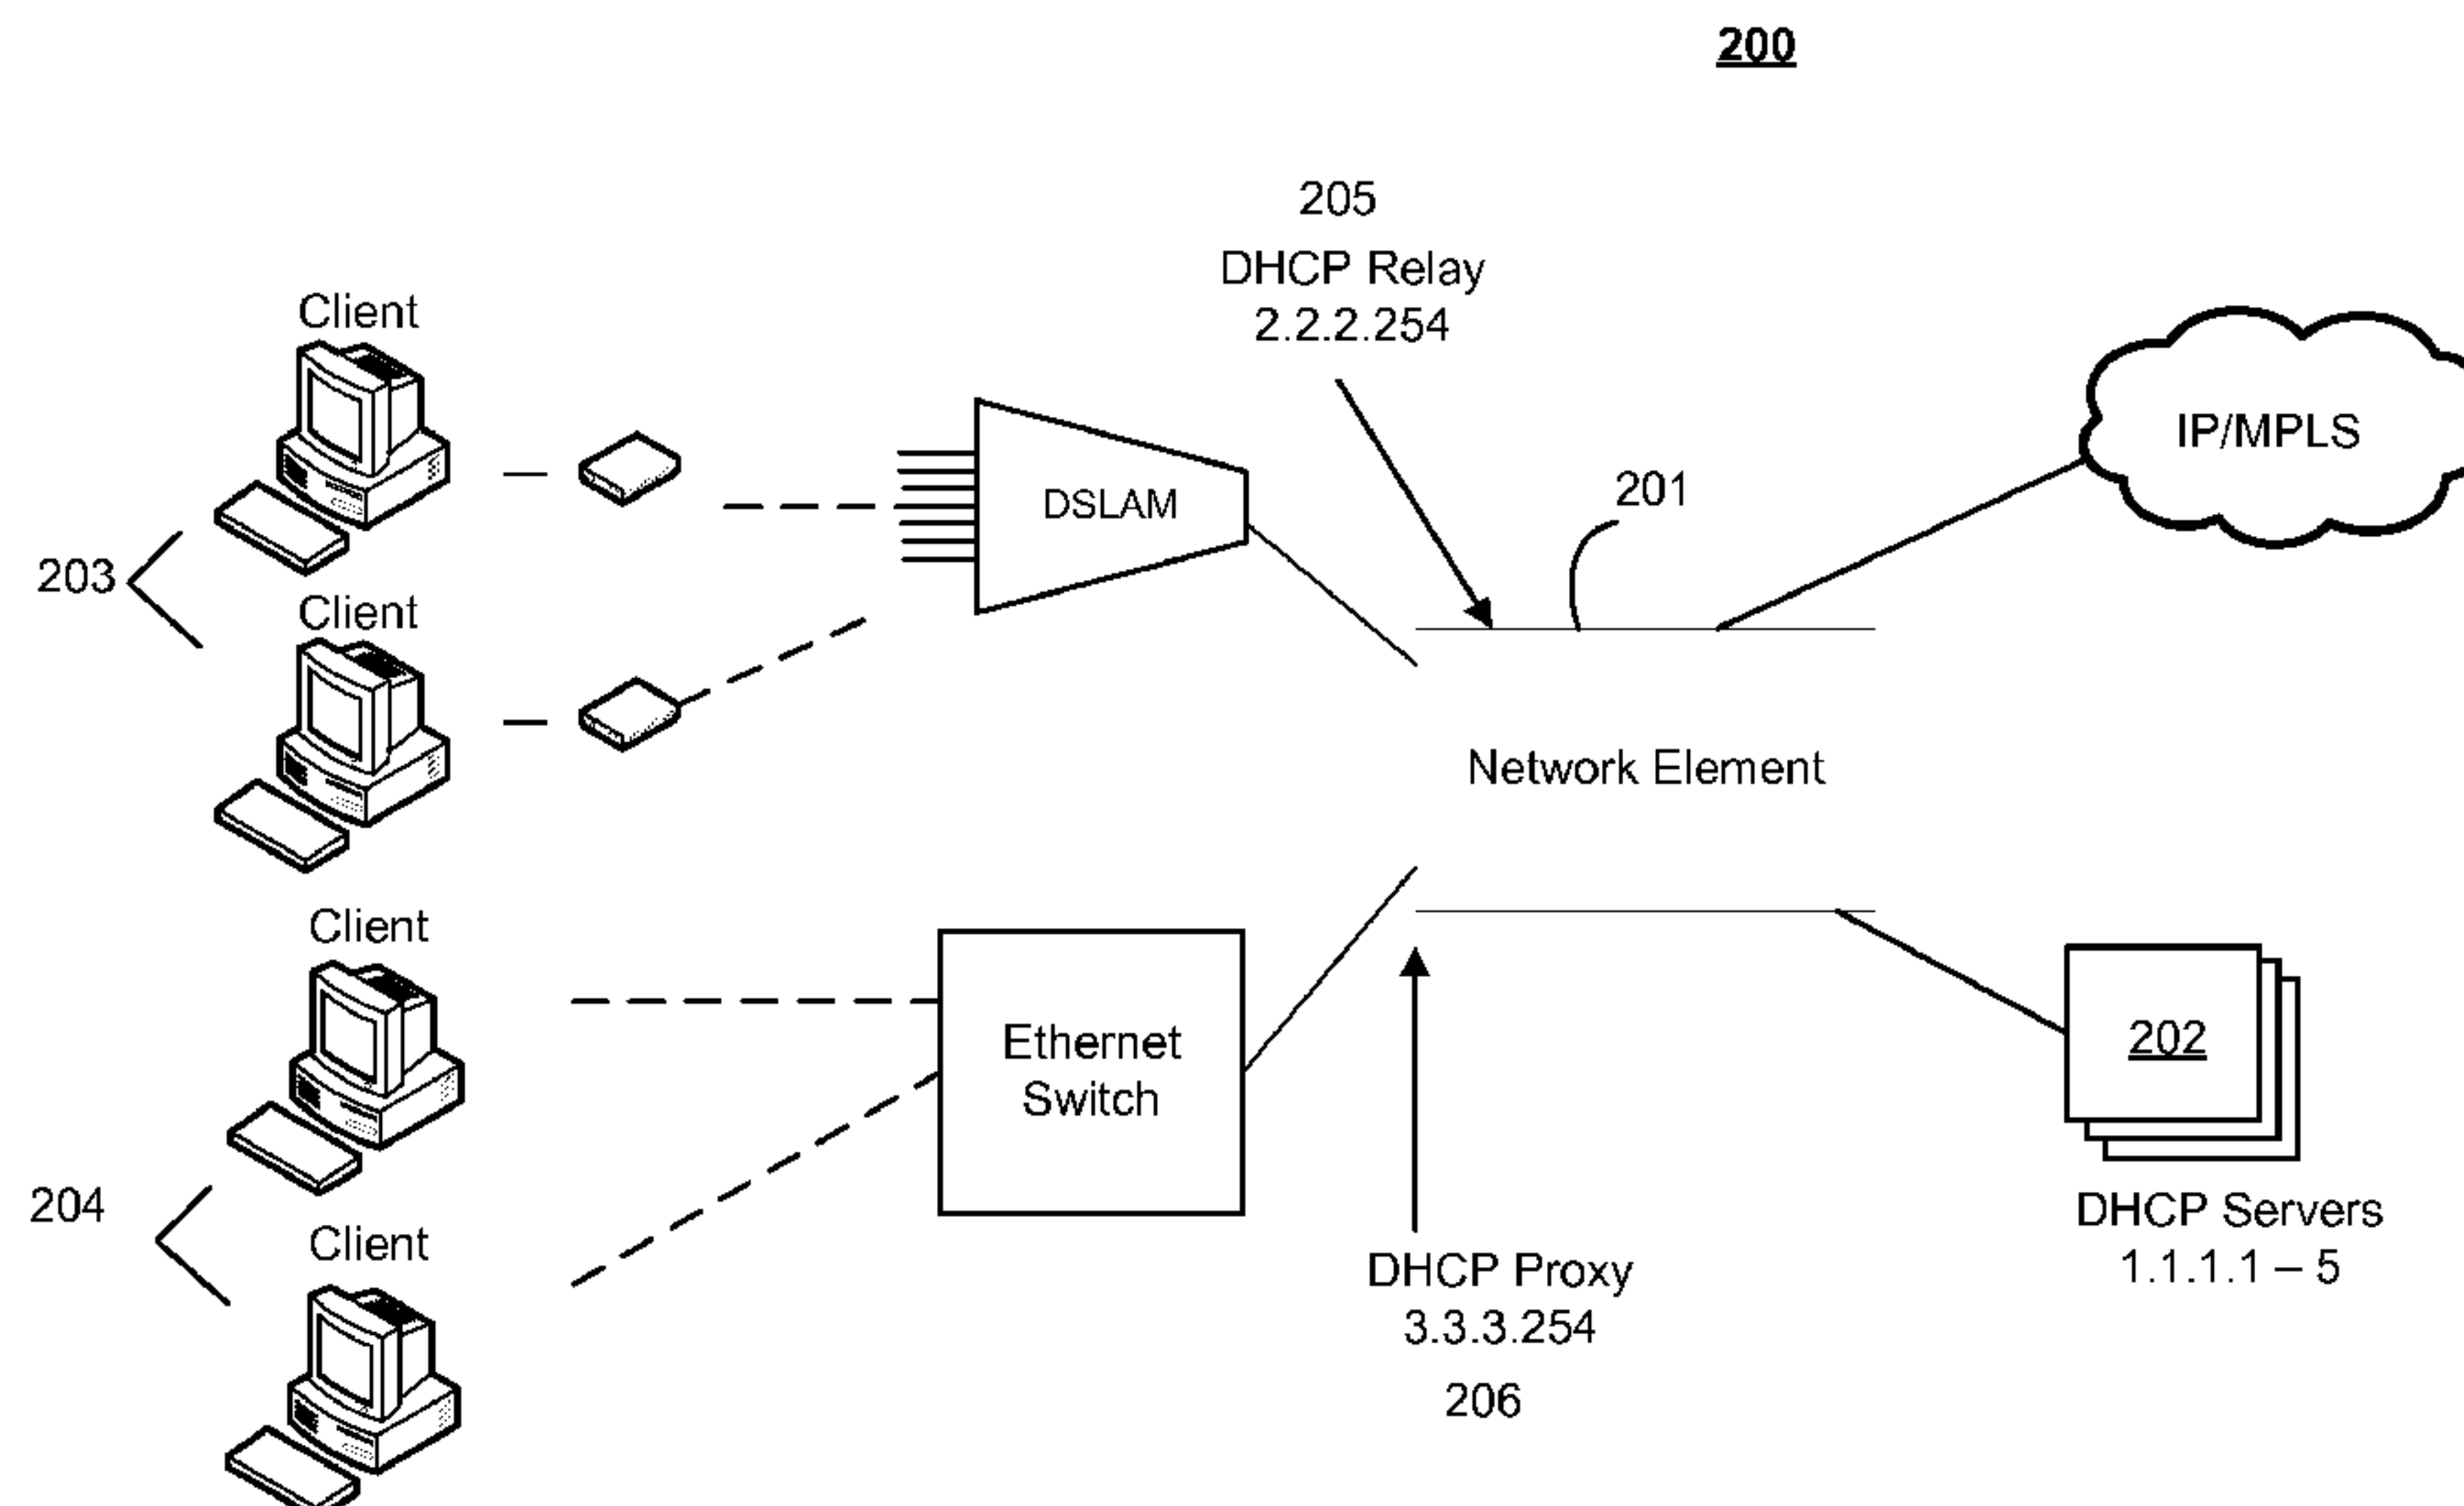 200
205
DHCP Relay
2.2.2.254
Client
IP/MPLS
DSLAM
201
203
Client
Network Element
Client
Ethernet
Switch
202
204
Client
DHCP Servers
1.1.1.1 – 5
DHCP Proxy
3.3.3.254
206